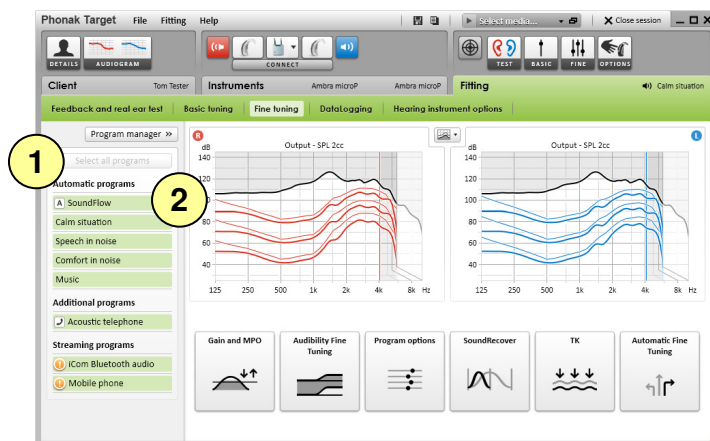 Phonak Target File Fitting Help
Select media... Close session
DETAILS AUDIOGRAM CONNECT TEST BASIC FINE OPTIONS
Client Tom Tester Instruments Ambra microP Ambra microP Fitting Calm situation
Feedback and real ear test Basic tuning Fine tuning DataLogging Hearing instrument options
Program manager »
1
Select all programs
Automatic programs
A SoundFlow
Calm situation
Speech in noise
Comfort in noise
Music
Additional programs
Acoustic telephone
Streaming programs
! iCom Bluetooth audio
! Mobile phone
2
R
Output - SPL 2cc
dB
140
120
80
60
40
125 250 500 1k 2k 4k 8k Hz
L
Output - SPL 2cc
dB
140
120
100
80
60
40
125 250 500 1k 2k 4k 8k Hz
Gain and MPO
Audibility Fine
Tuning
Program options
SoundRecover
TK
Automatic Fine
Tuning